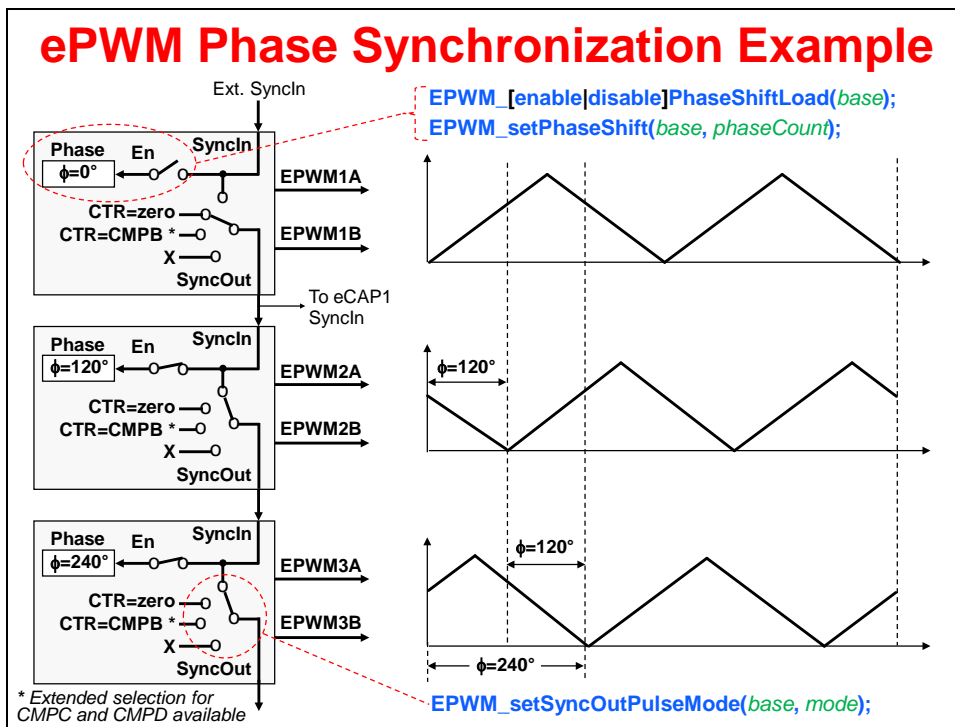 ePWM Phase Synchronization Example
Ext. SyncIn
EPWM_[enable|disable]PhaseShiftLoad(base);
EPWM_setPhaseShift(base, phaseCount);
Phase
En
SyncIn
ϕ=0°
EPWM1A
CTR=zero
CTR=CMPB *
X
EPWM1B
SyncOut
To eCAP1
SyncIn
Phase
En
SyncIn
ϕ=120°
EPWM2A
CTR=zero
CTR=CMPB *
X
EPWM2B
SyncOut
ϕ=120°
Phase
En
SyncIn
ϕ=240°
EPWM3A
CTR=zero
CTR=CMPB *
X
EPWM3B
SyncOut
ϕ=120°
ϕ=240°
* Extended selection for
CMPC and CMPD available
EPWM_setSyncOutPulseMode(base, mode);